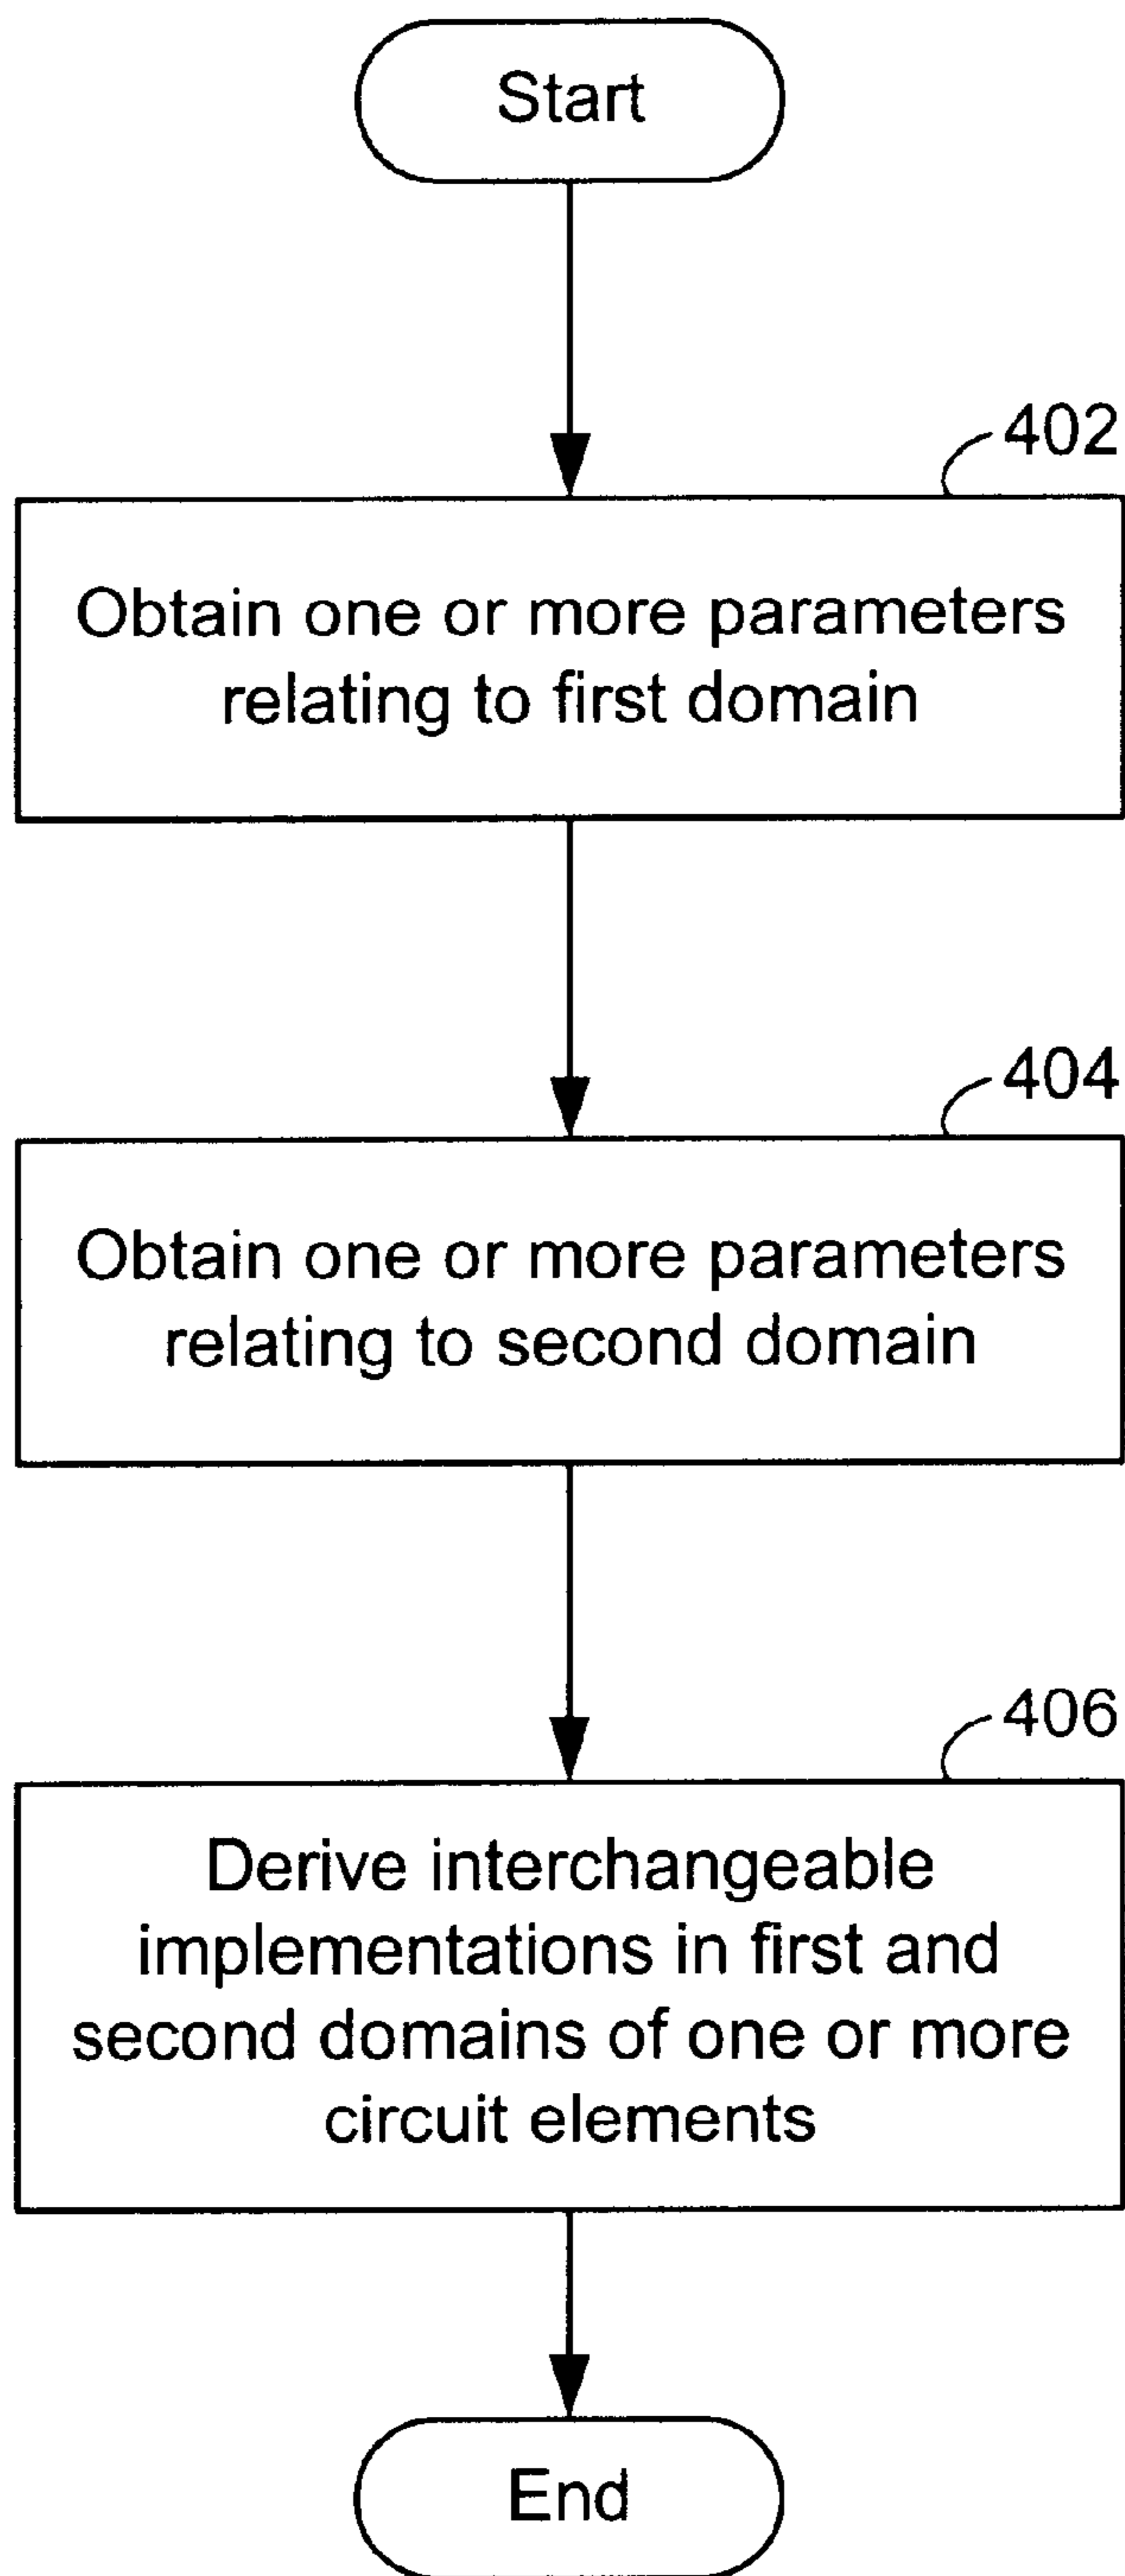 Start
402
Obtain one or more parameters
relating to first domain
404
Obtain one or more parameters
relating to second domain
406
Derive interchangeable
implementations in first and
second domains of one or more
circuit elements
End